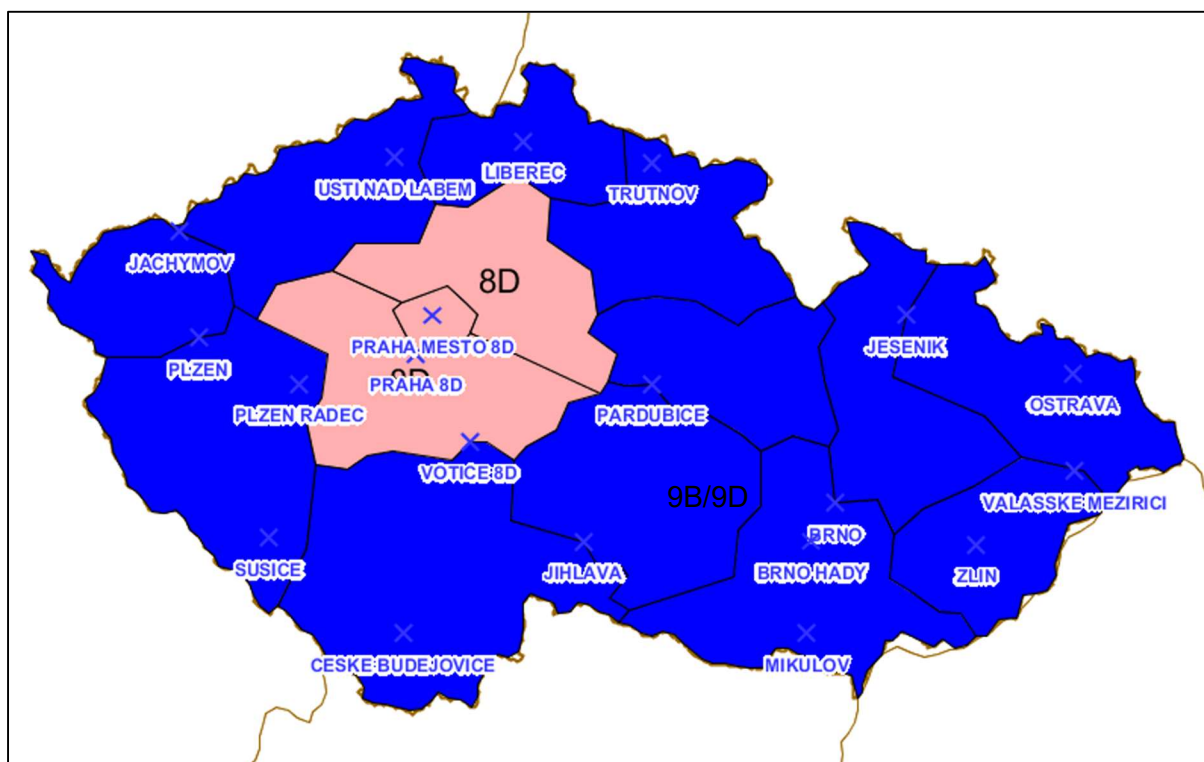 LIBEREC
USTI NAD LABEM
TRUTNOV
JACHYMOV
8D
PRAHA MESTO 8D
JESENIK
PLZEN
8D
PRAHA 8D
OSTRAVA
PLZEN RADEC
PARDUBICE
VOTICE 8D
9B/9D
VALASSKE MEZIRICI
BRNO
SUSICE
JIHLAVA
BRNO HADY
ZLIN
CESKE BUDEJOVICE
MIKULOV